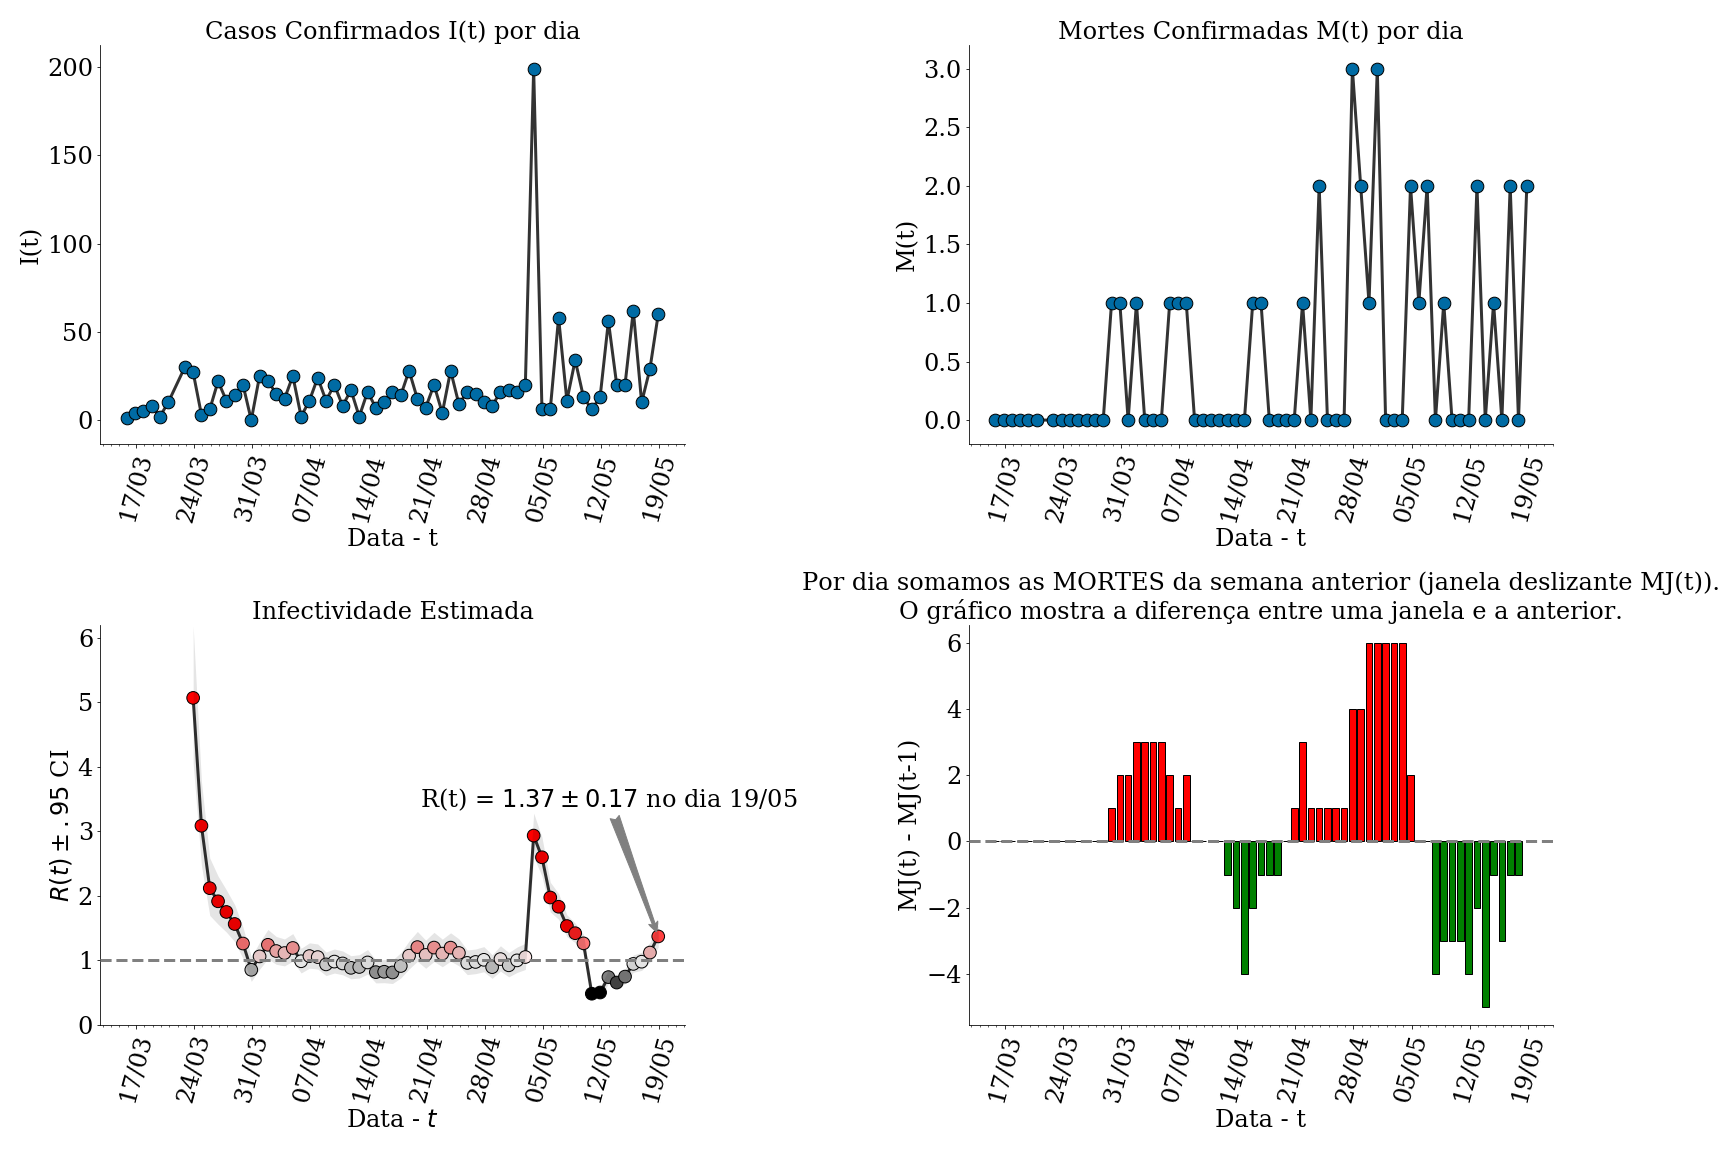 Casos Confirmados I(t) por dia
200
150
100
50
0
I(t)
17/03 24/03 31/03 07/04 14/04 21/04 28/04 05/05 12/05 19/05
Data - t
Mortes Confirmadas M(t) por dia
3.0
2.5
2.0
1.5
1.0
0.5
0.0
M(t)
17/03 24/03 31/03 07/04 14/04 21/04 28/04 05/05 12/05 19/05
Data - t
Infectividade Estimada
6
5
4
3
2
1
0
R(t) ± .95 CI
R(t) = 1.37 ± 0.17 no dia 19/05
17/03 24/03 31/03 07/04 14/04 21/04 28/04 05/05 12/05 19/05
Data - t
Por dia somamos as MORTES da semana anterior (janela deslizante MJ(t)).
O gráfico mostra a diferença entre uma janela e a anterior.
6
4
2
0
−2
−4
MJ(t) - MJ(t-1)
17/03 24/03 31/03 07/04 14/04 21/04 28/04 05/05 12/05 19/05
Data - t